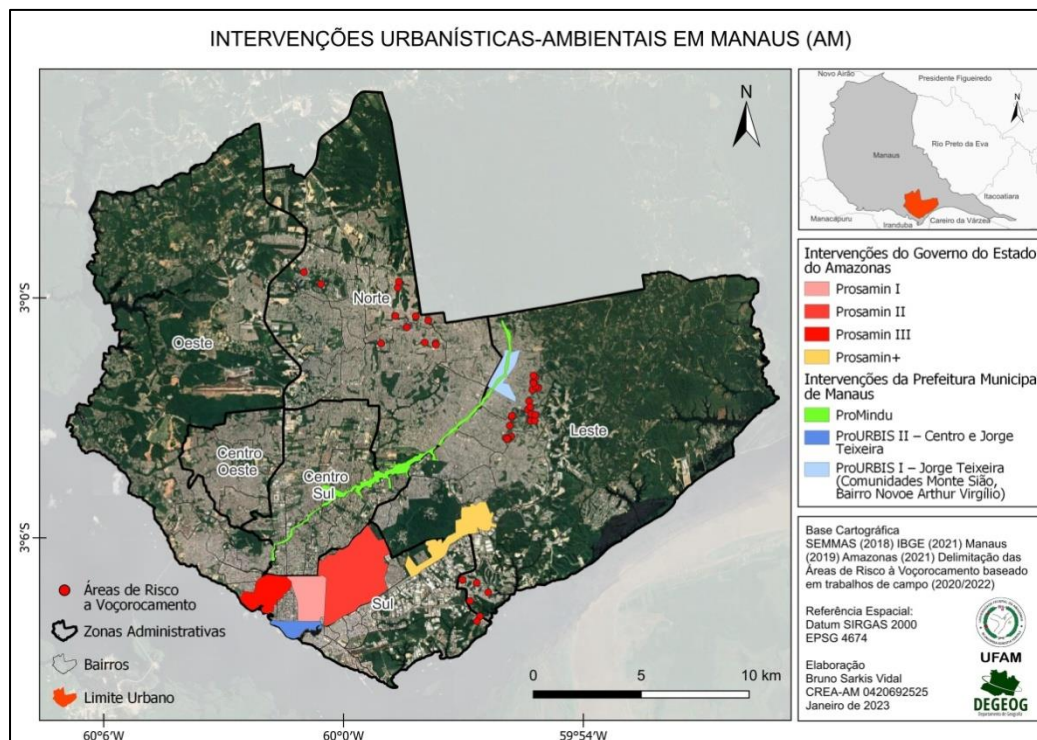 INTERVENÇÕES URBANÍSTICAS-AMBIENTAIS EM MANAUS (AM)
N
Norte
Oeste
Leste
Centro
Oeste
Centro
Sul
Sul
3°0'S
3°6'S
60°6'W
60°0'W
59°54'W
Áreas de Risco
a Voçorocamento
Zonas Administrativas
Bairros
Limite Urbano
0
5
10 km
Novo Airão
Presidente Figueiredo
N
Rio Preto da Eva
Manaus
Itacoatiara
Manacapuru
Iranduba
Careiro da Várzea
Intervenções do Governo do Estado
do Amazonas
Prosamin I
Prosamin II
Prosamin III
Prosamin+
Intervenções da Prefeitura Municipa
de Manaus
ProMindu
ProURBIS II – Centro e Jorge
Teixeira
ProURBIS I – Jorge Teixeira
(Comunidades Monte Sião,
Bairro Novoe Arthur Virgílio)
Base Cartográfica
SEMMAS (2018) IBGE (2021) Manaus
(2019) Amazonas (2021) Delimitação das
Áreas de Risco à Voçorocamento baseado
em trabalhos de campo (2020/2022)
Referência Espacial:
Datum SIRGAS 2000
EPSG 4674
Elaboração
Bruno Sarkis Vidal
CREA-AM 0420692525
Janeiro de 2023
UFAM
DEGEOG
Departamento de Geografia